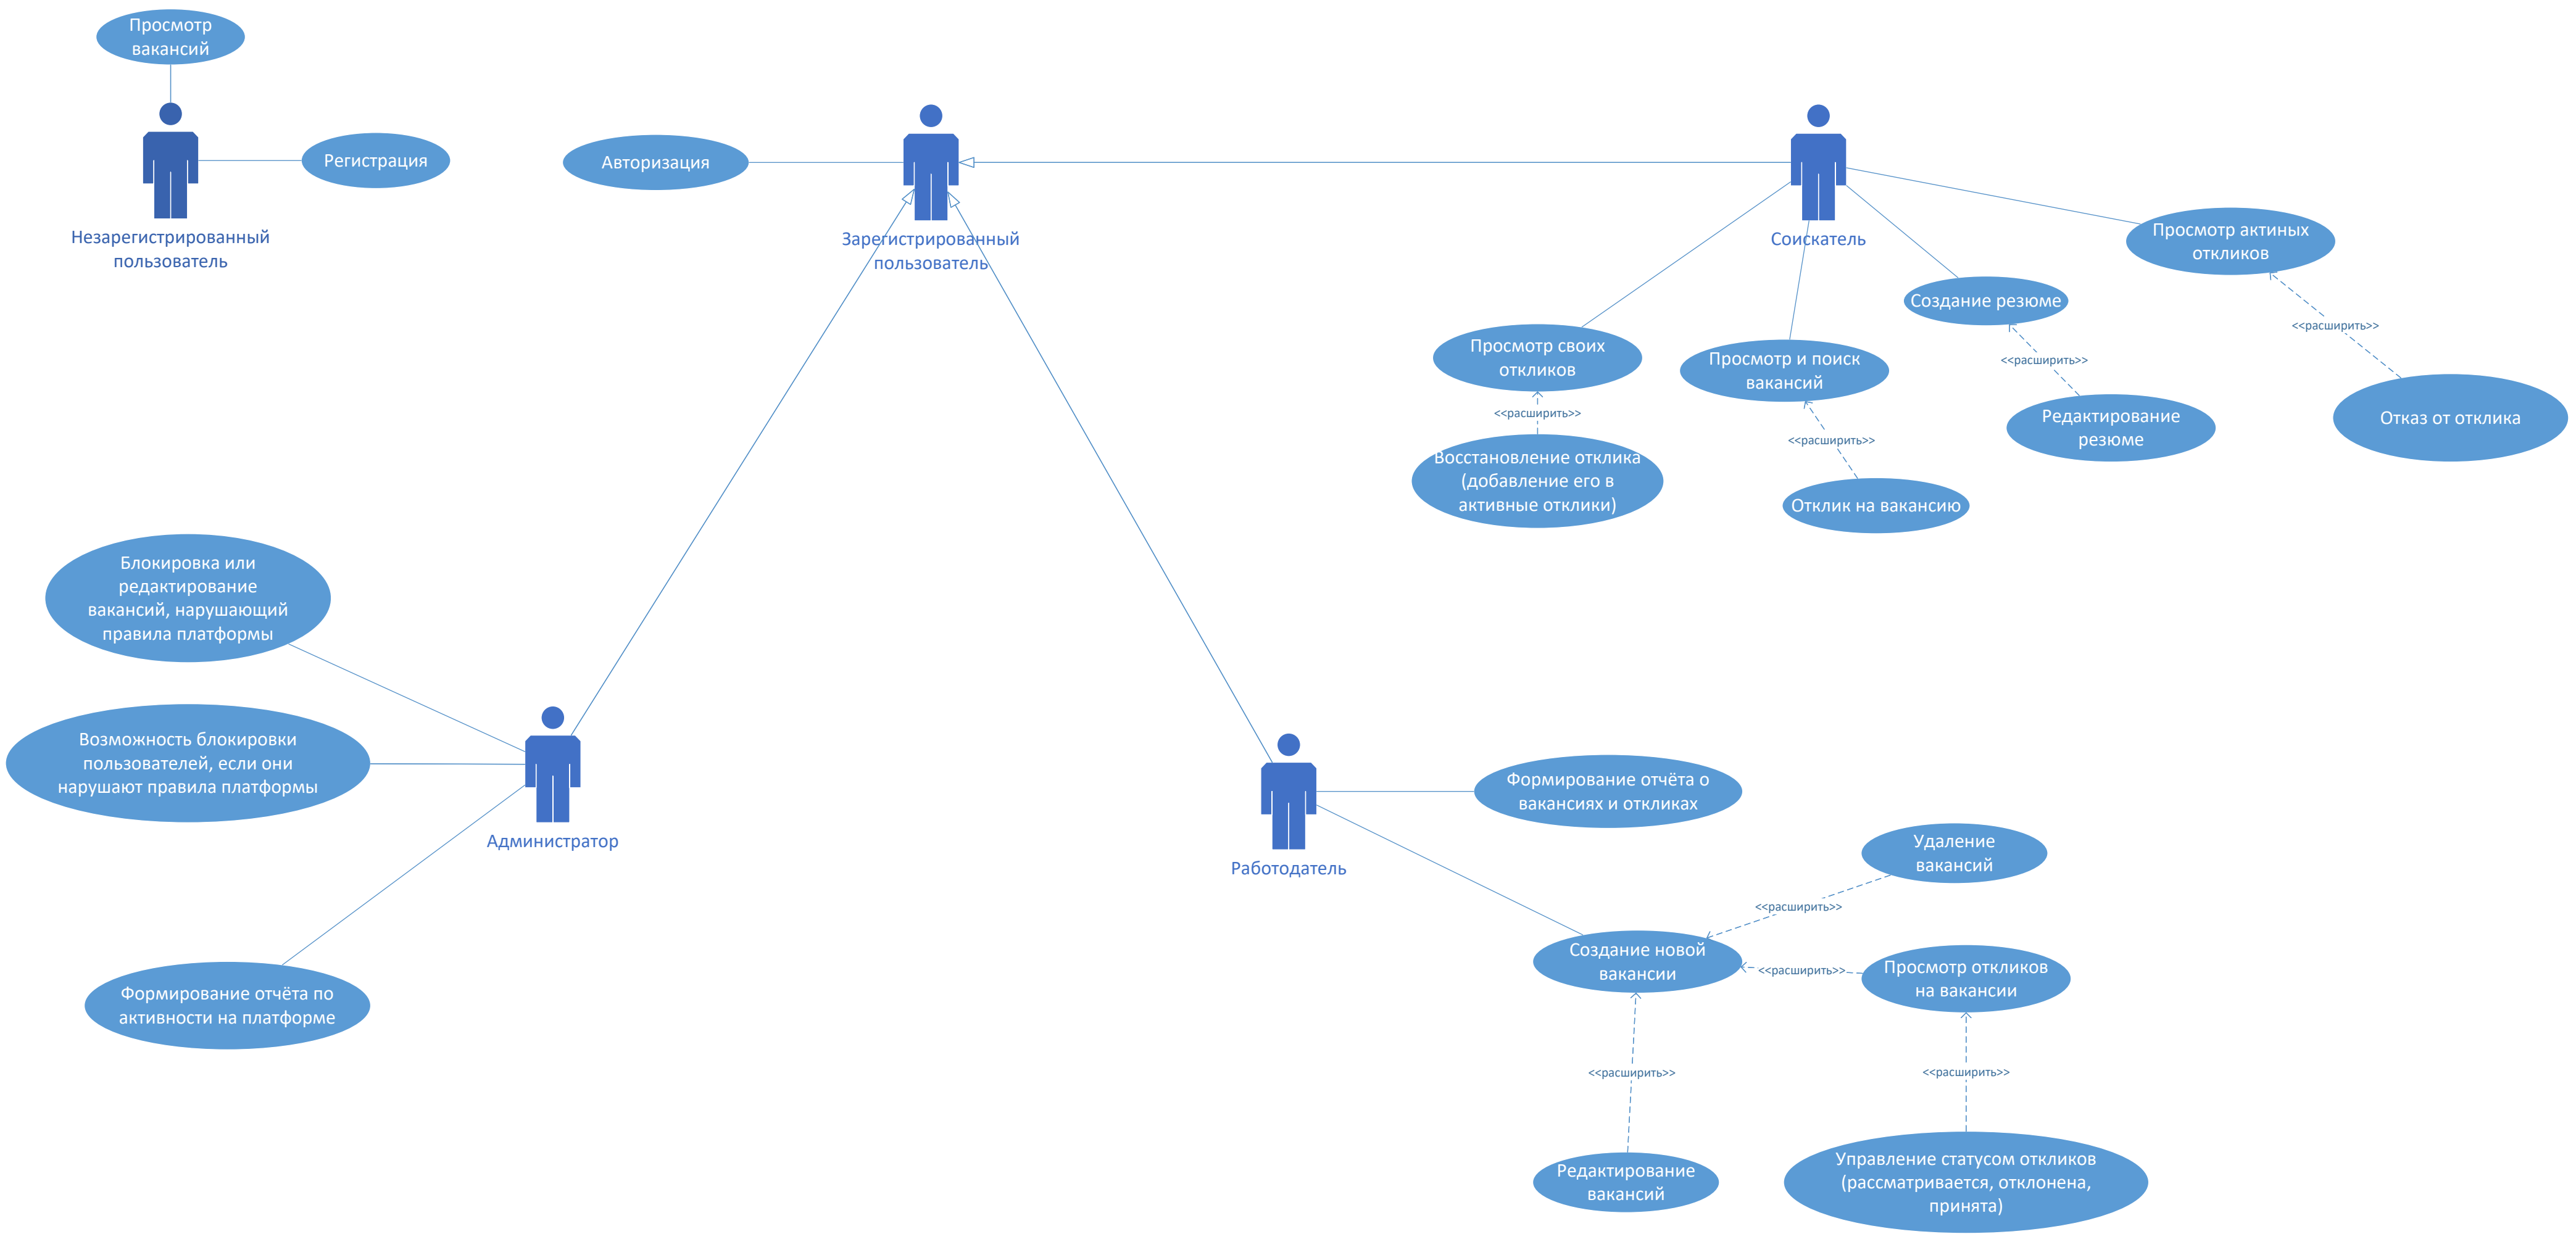 Просмотр
вакансий
Регистрация
Незарегистрированный
пользователь
Авторизация
Зарегистрированный
пользователь
Соискатель
Просмотр актиных
откликов
Создание резюме
<<расширить>>
Просмотр своих
откликов
Просмотр и поиск
вакансий
<<расширить>>
<<расширить>>
<<расширить>>
Редактирование
резюме
Отказ от отклика
Восстановление отклика
(добавление его в
активные отклики)
Отклик на вакансию
Блокировка или
редактирование
вакансий, нарушающий
правила платформы
Возможность блокировки
пользователей, если они
нарушают правила платформы
Администратор
Формирование отчёта по
активности на платформе
Работодатель
Формирование отчёта о
вакансиях и откликах
Удаление
вакансий
<<расширить>>
Создание новой
вакансии
<<расширить>>
Просмотр откликов
на вакансии
<<расширить>>
<<расширить>>
Редактирование
вакансий
Управление статусом откликов
(рассматривается, отклонена,
принята)